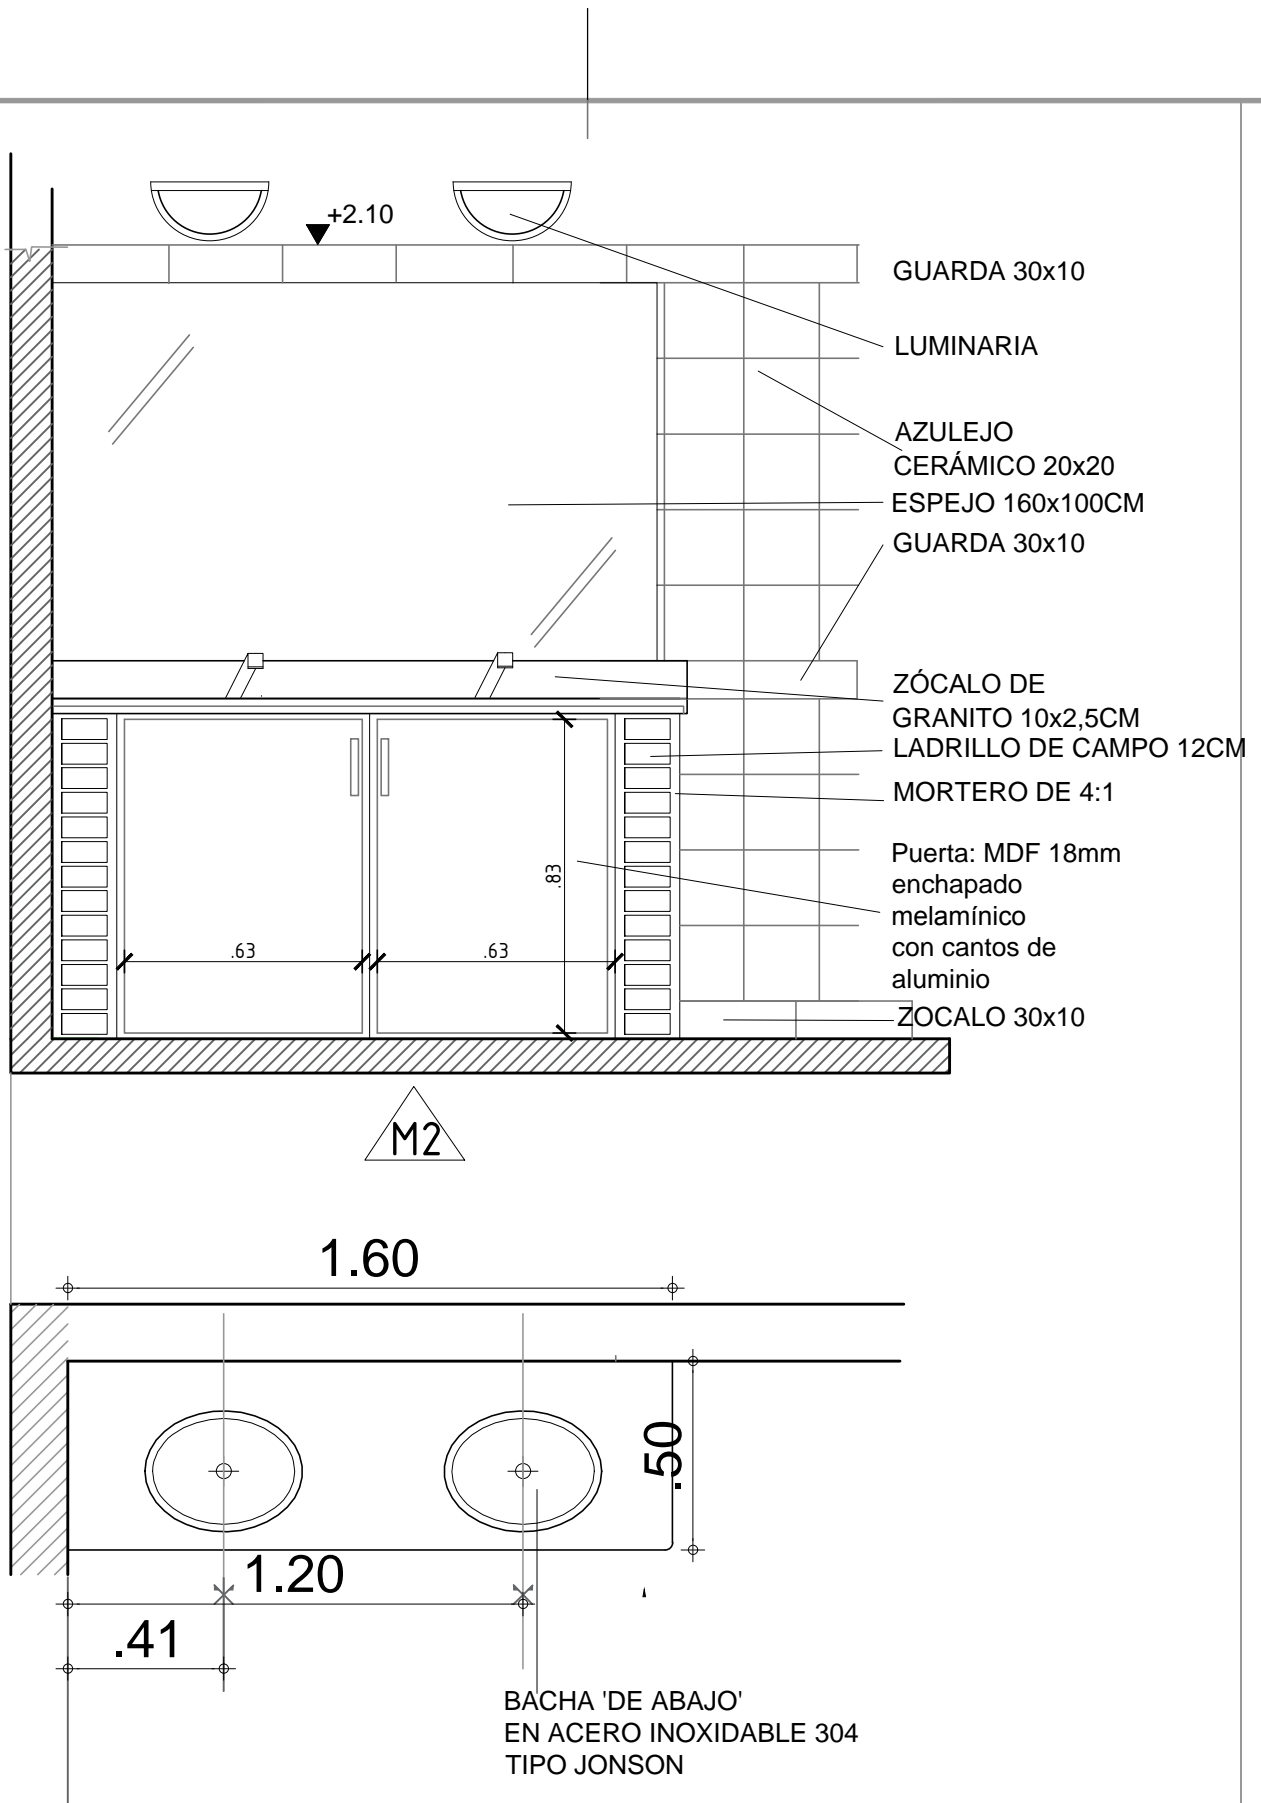 +2.10
GUARDA 30x10
LUMINARIA
AZULEJO
CERÁMICO 20x20
ESPEJO 160x100CM
GUARDA 30x10
ZÓCALO DE
GRANITO 10x2,5CM
LADRILLO DE CAMPO 12CM
MORTERO DE 4:1
Puerta: MDF 18mm
enchapado
melamínico
con cantos de
aluminio
ZOCALO 30x10
.83
.63
.63
M2
1.60
.50
1.20
.41
BACHA 'DE ABAJO'
EN ACERO INOXIDABLE 304
TIPO JONSON